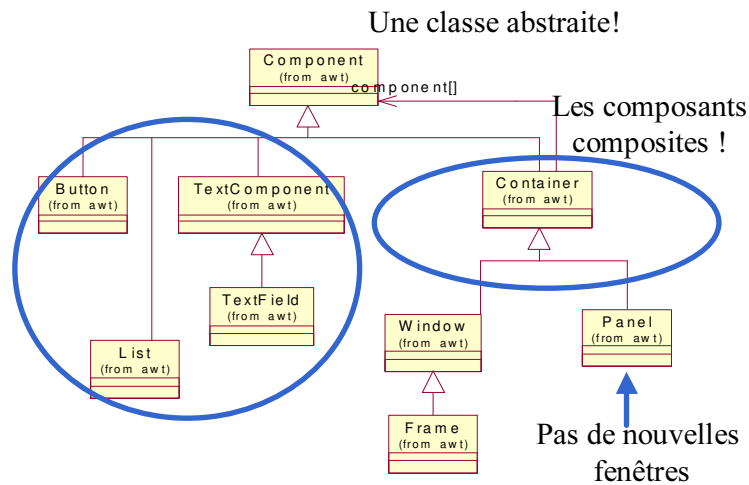 Une classe abstraite!
Component
(from awt)
component[]
Les composants
composites !
Button
(from awt)
TextComponent
(from awt)
Container
(from awt)
TextField
(from awt)
List
(from awt)
Window
(from awt)
Panel
(from awt)
Frame
(from awt)
Pas de nouvelles
fenêtres